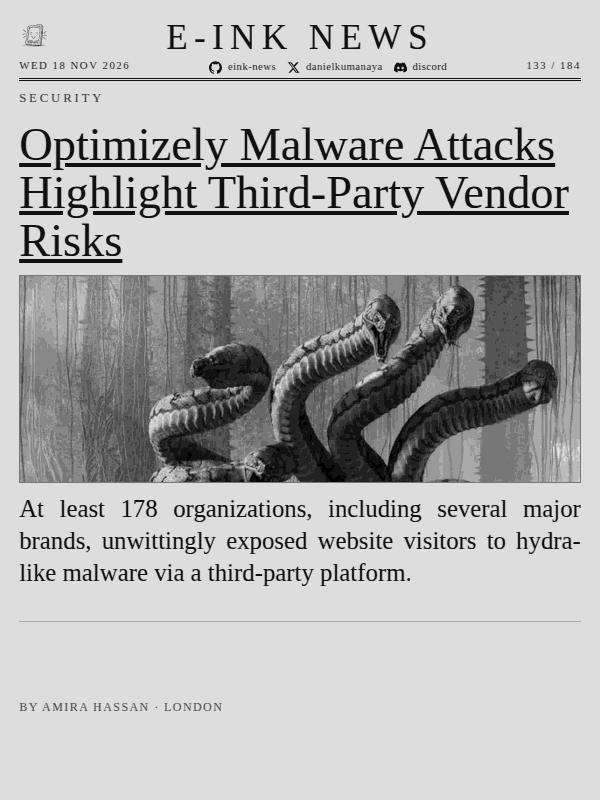 E-INK NEWS
WED 18 NOV 2026
eink-news
danielkumanaya
discord
133 / 184
SECURITY
Optimizely Malware Attacks
Highlight Third-Party Vendor
Risks
At least 178 organizations, including several major
brands, unwittingly exposed website visitors to hydra-
like malware via a third-party platform.
BY AMIRA HASSAN · LONDON